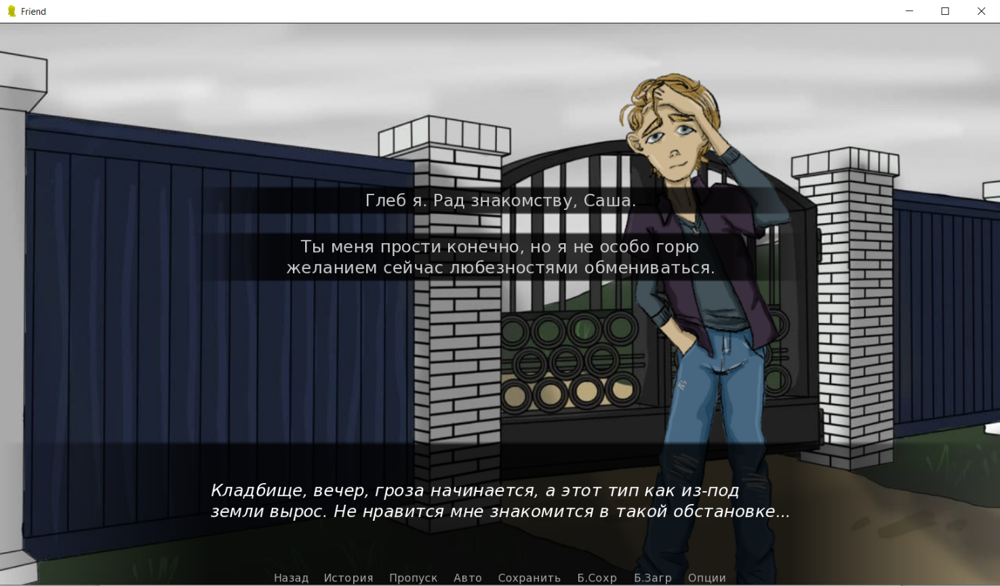 Friend
Глеб я. Рад знакомству, Саша.
Ты меня прости конечно, но я не особо горю
желанием сейчас любезностями обмениваться.
Кладбище, вечер, гроза начинается, а этот тип как из-под
земли вырос. Не нравится мне знакомится в такой обстановке...
Назад История Пропуск Авто Сохранить Б.Сохр Б.Загр Опции